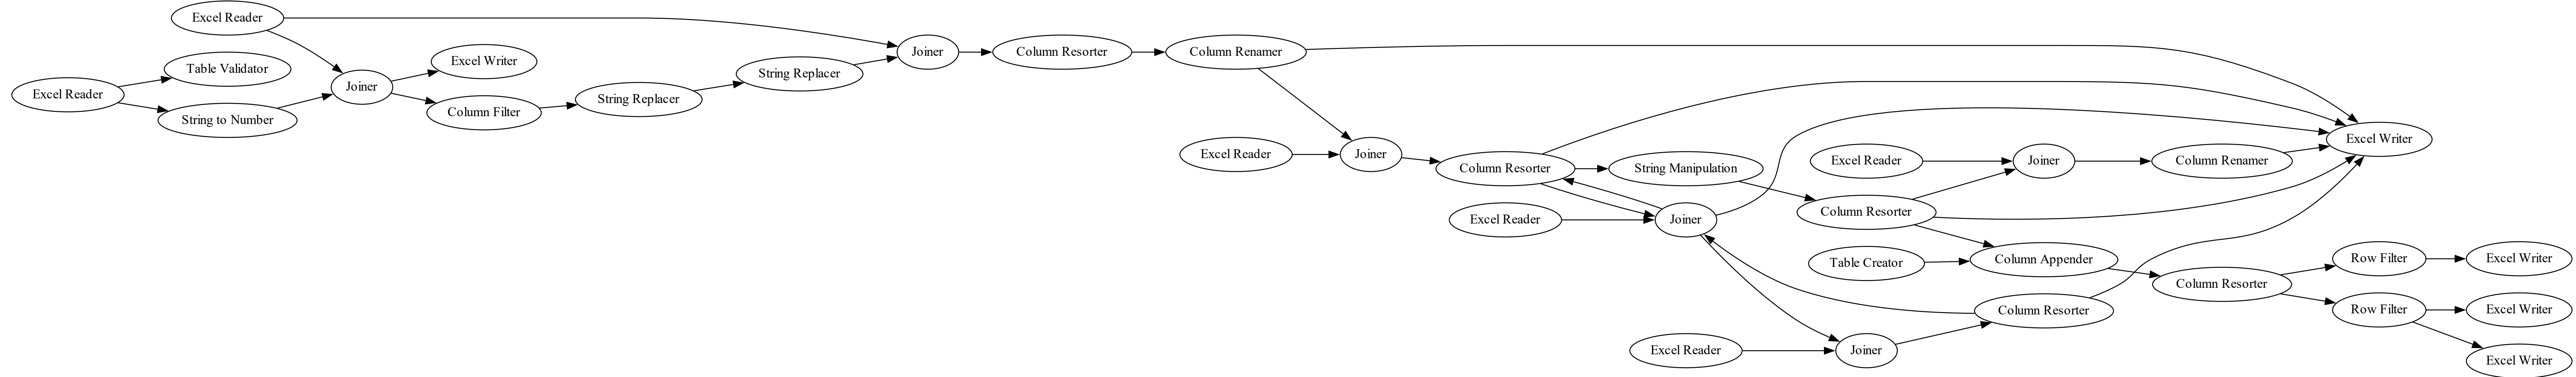 Excel Reader
Excel Reader
Table Validator
String to Number
Joiner
Excel Writer
Column Filter
String Replacer
String Replacer
Joiner
Column Resorter
Column Renamer
Excel Reader
Joiner
Column Resorter
Excel Reader
String Manipulation
Joiner
Excel Reader
Excel Reader
Column Resorter
Table Creator
Joiner
Joiner
Column Appender
Column Resorter
Column Renamer
Column Resorter
Excel Writer
Row Filter
Row Filter
Excel Writer
Excel Writer
Excel Writer